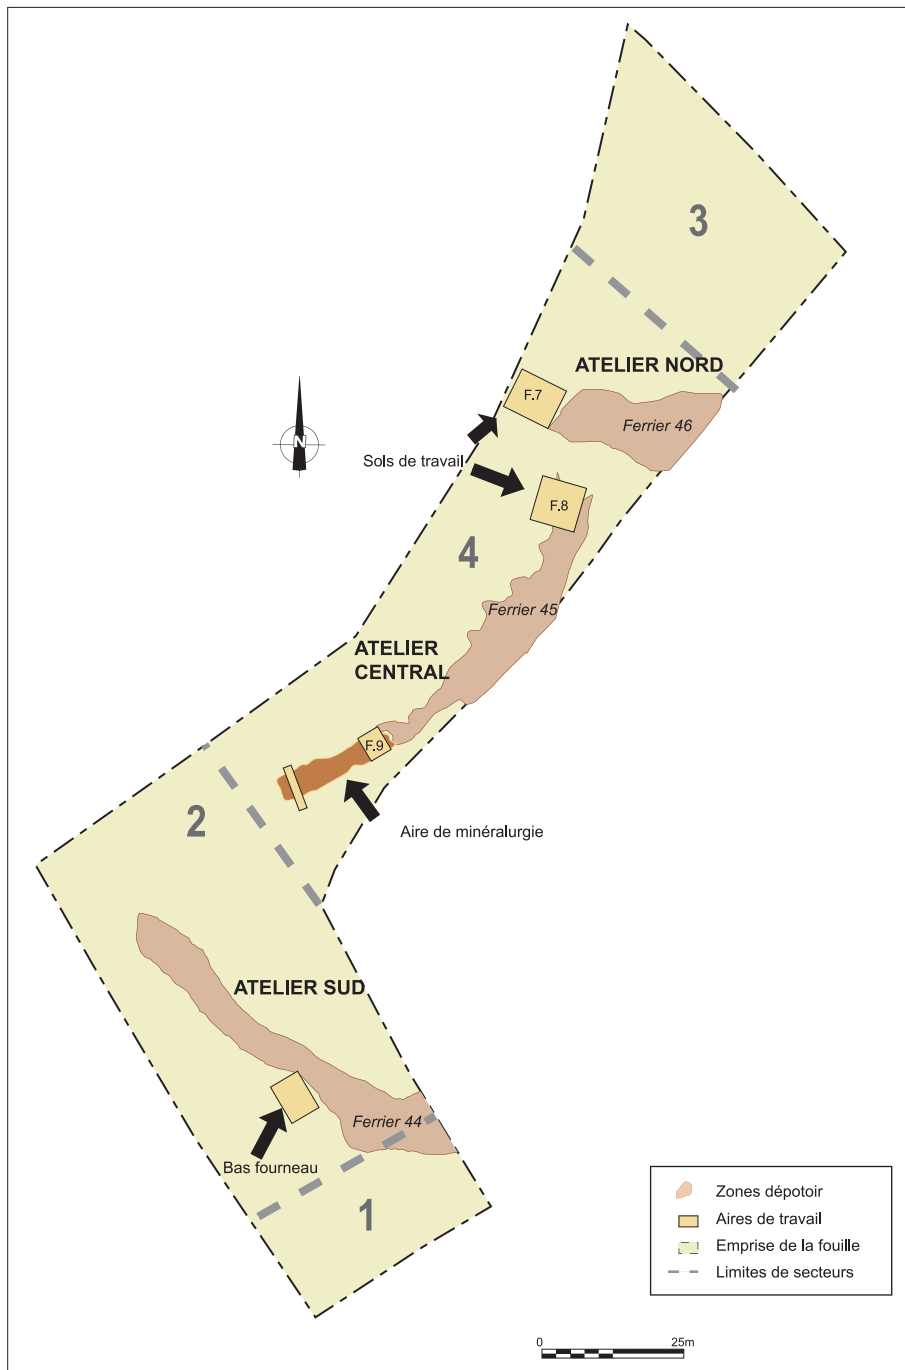 3
ATELIER NORD
F.7
Ferrier 46
N
Sols de travail
F.8
4
Ferrier 45
ATELIER
CENTRAL
F.9
2
Aire de minéralurgie
ATELIER SUD
Ferrier 44
Bas fourneau
1
Zones dépotoir
Aires de travail
Emprise de la fouille
Limites de secteurs
0 25m